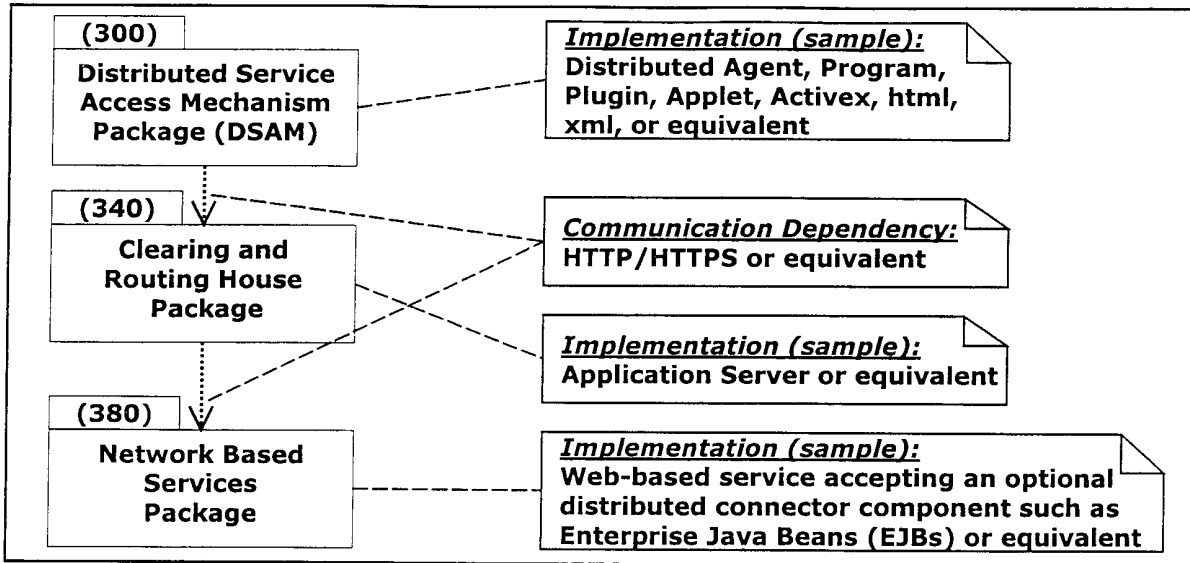 (300)
Distributed Service
Access Mechanism
Package (DSAM)
Implementation (sample):
Distributed Agent, Program,
Plugin, Applet, Activex, html,
xml, or equivalent
(340)
Clearing and
Routing House
Package
Communication Dependency:
HTTP/HTTPS or equivalent
Implementation (sample):
Application Server or equivalent
(380)
Network Based
Services
Package
Implementation (sample):
Web-based service accepting an optional
distributed connector component such as
Enterprise Java Beans (EJBs) or equivalent